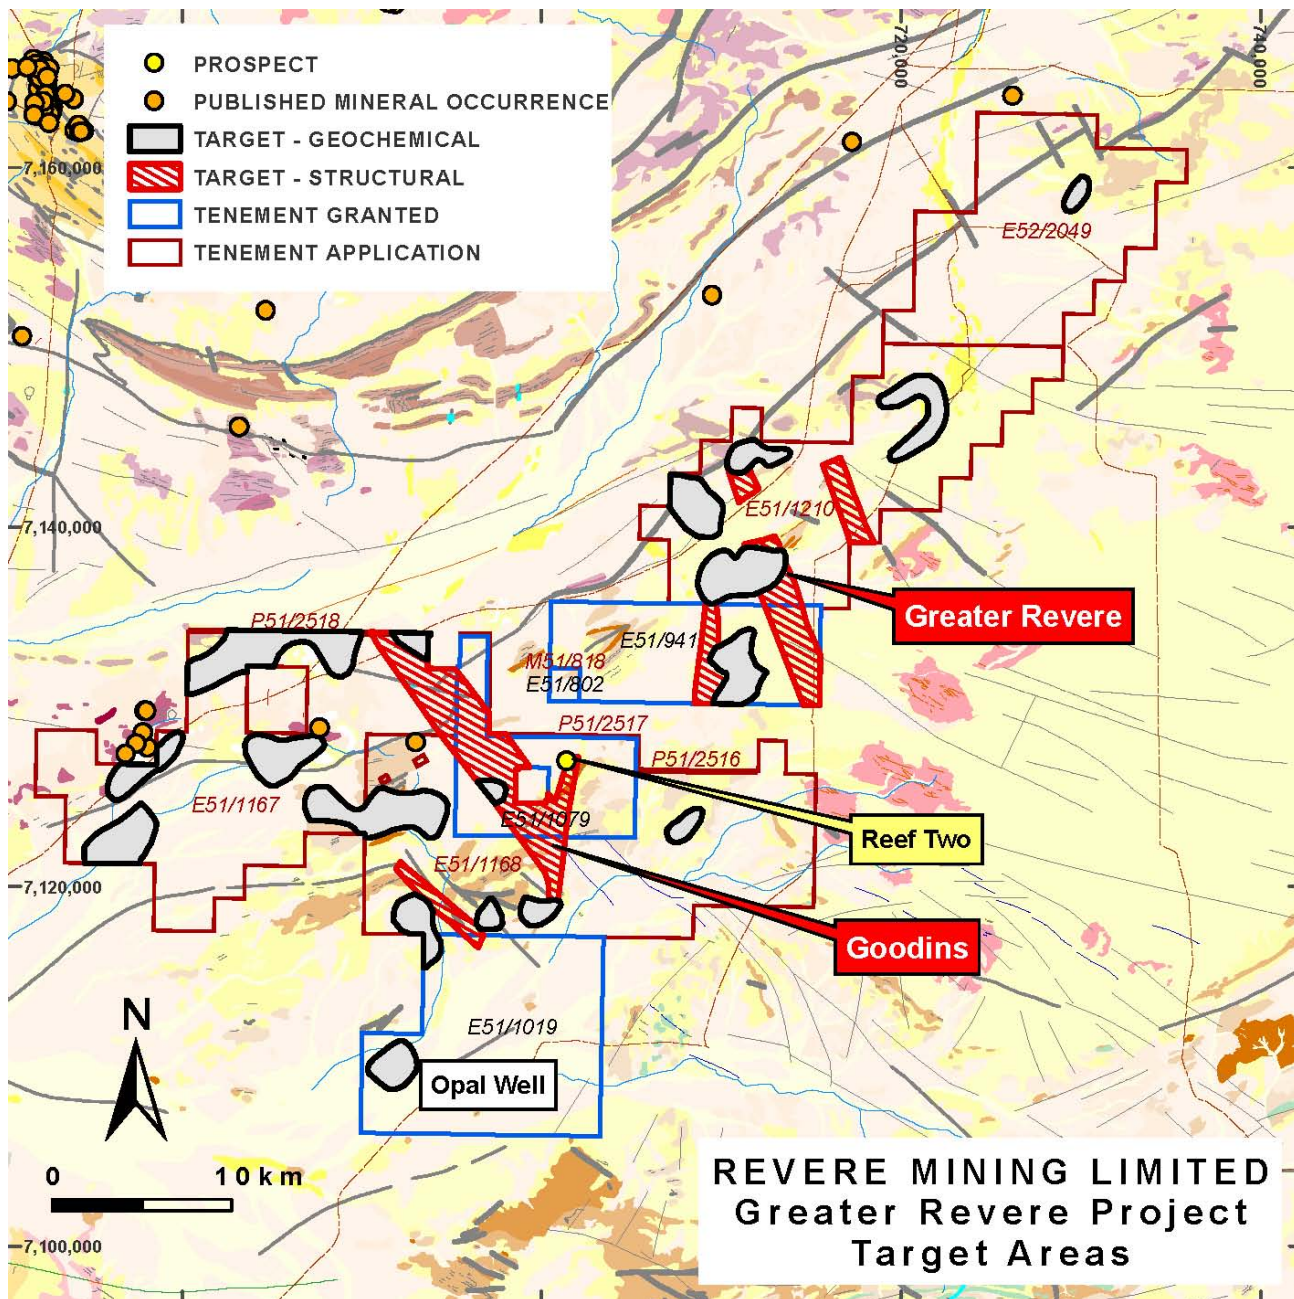 PROSPECT
PUBLISHED MINERAL OCCURRENCE
TARGET - GEOCHEMICAL
TARGET - STRUCTURAL
TENEMENT GRANTED
TENEMENT APPLICATION
720,000
740,000
7,160,000
E52/2049
7,140,000
E51/1210
Greater Revere
P51/2518
E51/941
M51/818
E51/802
P51/2517
P51/2516
E51/1167
E51/1079
Reef Two
E51/1168
7,120,000
Goodins
N
E51/1019
Opal Well
0 10km
7,100,000
REVERE MINING LIMITED
Greater Revere Project
Target Areas